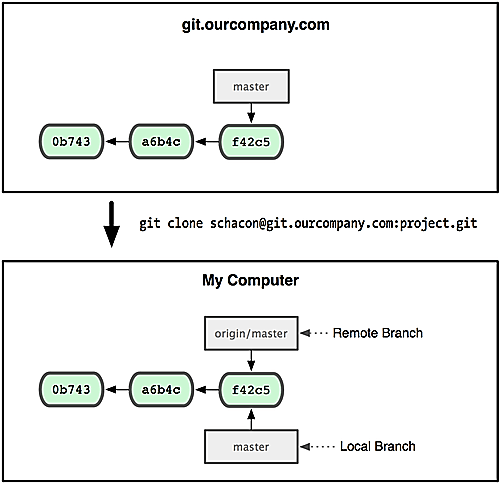 git.ourcompany.com
master
0b743 a6b4c f42c5
git clone schacon@git.ourcompany.com:project.git
My Computer
origin/master Remote Branch
0b743 a6b4c f42c5
master Local Branch